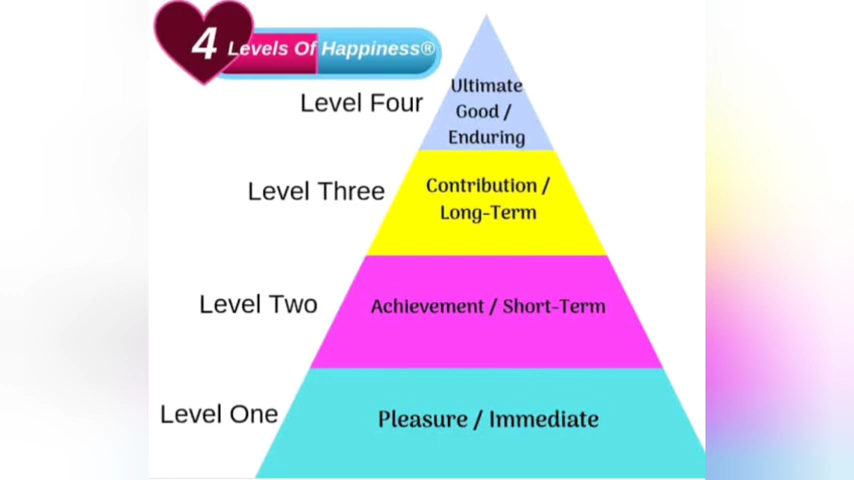 4 Levels Of Happiness®
Level Four
Ultimate
Good /
Enduring
Level Three
Contribution /
Long-Term
Level Two
Achievement / Short-Term
Level One
Pleasure / Immediate